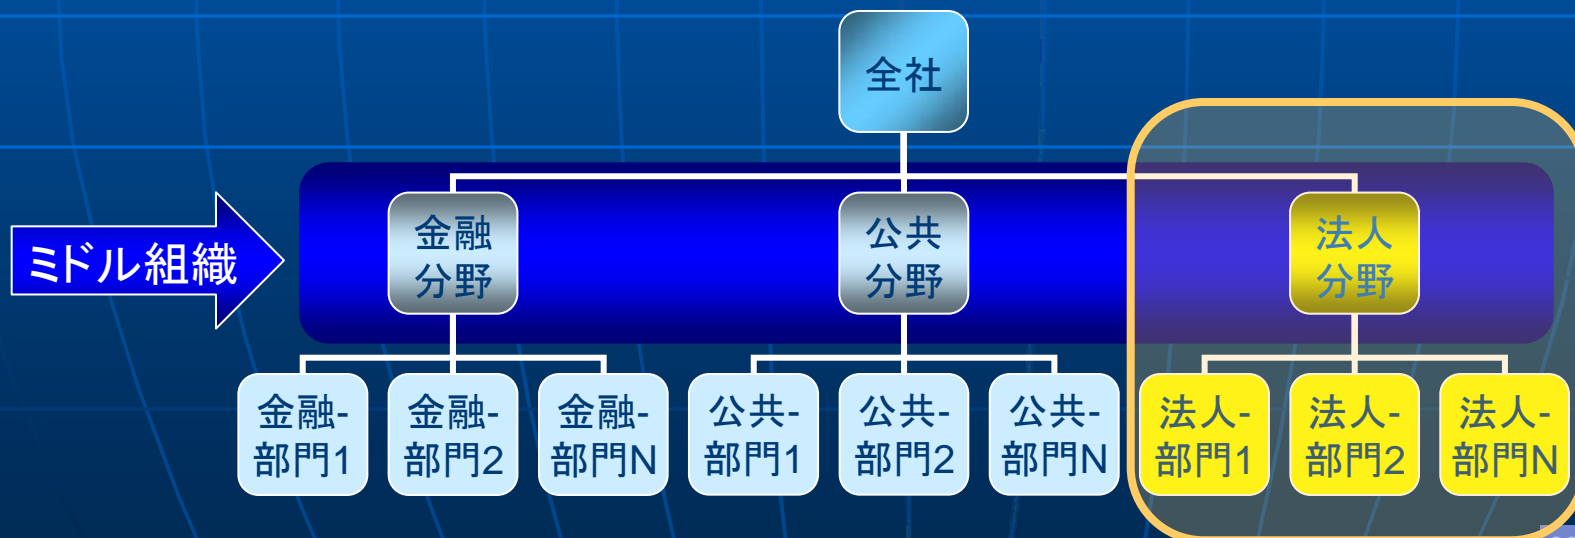 全社
ミドル組織
金融
分野
公共
分野
法人
分野
金融-
部門1
金融-
部門2
金融-
部門N
公共-
部門1
公共-
部門2
公共-
部門N
法人-
部門1
法人-
部門2
法人-
部門N